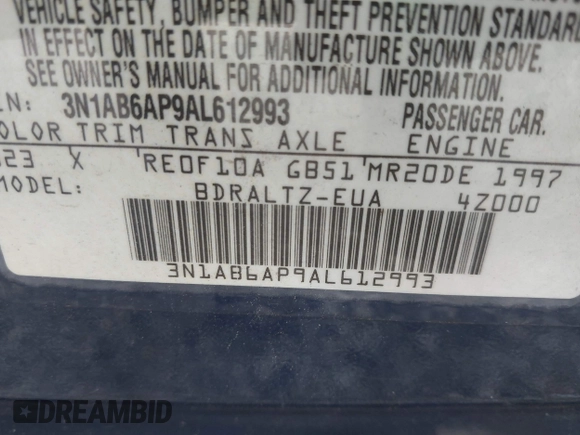 VEHICLE SAFETY, BUMPER AND THEFT PREVENTION STANDARD
IN EFFECT ON THE DATE OF MANUFACTURE SHOWN ABOVE.
SEE OWNER'S MANUAL FOR ADDITIONAL INFORMATION.
IN: 3N1AB6AP9AL612993 PASSENGER CAR.
OLOR TRIM TRANS AXLE ENGINE
23 X RE0F10A GB51 MR20DE 1997
MODEL: BDRALTZ-EUA 4Z000
3N1AB6AP9AL612993
DREAMBID